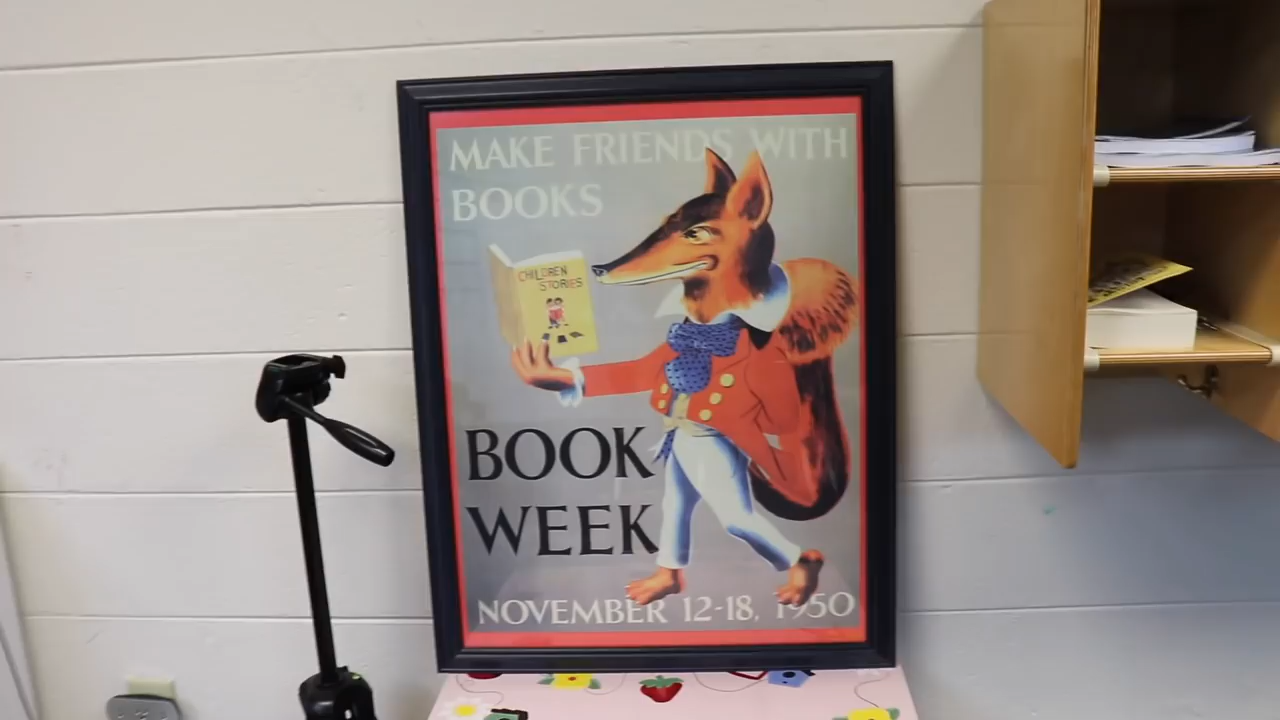 MAKE FRIENDS WITH
BOOKS
CHILDREN
STORIES
BOOK
WEEK
NOVEMBER 12-18, 1950